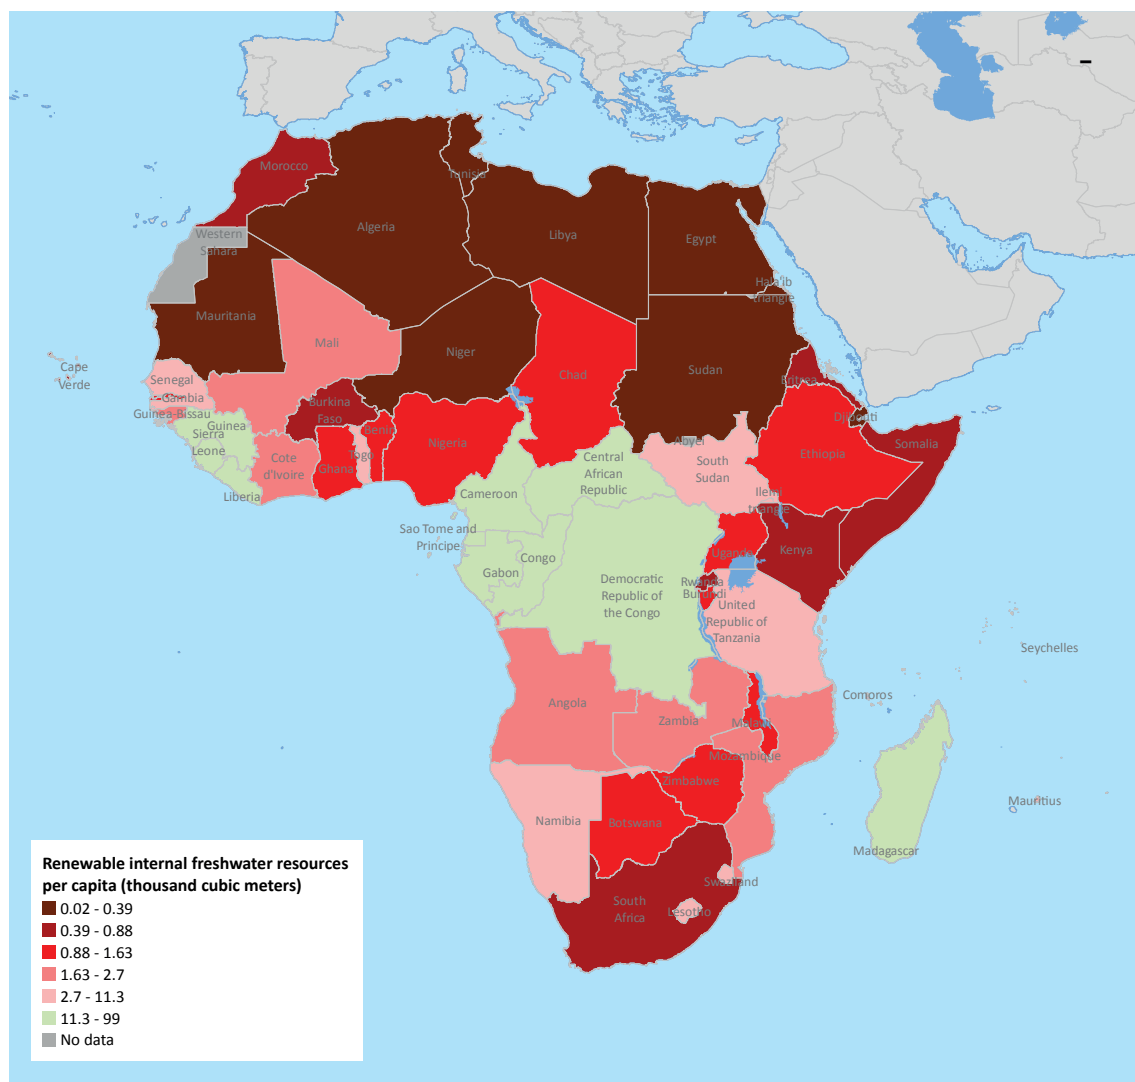 Morocco
Tunisia
Algeria
Libya
Egypt
Western
Sahara
Hala'ib
triangle
Mauritania
Mali
Niger
Chad
Sudan
Cape
Verde
Senegal
Gambia
Guinea-Bissau
Guinea
Sierra
Leone
Liberia
Burkina
Faso
Cote
d'Ivoire
Ghana
Togo
Benin
Nigeria
Eritrea
Djibouti
Somalia
Ethiopia
Abyei
South
Sudan
Ilemi
triangle
Cameroon
Central
African
Republic
Sao Tome and
Principe
Congo
Gabon
Democratic
Republic of
the Congo
Uganda
Kenya
Rwanda
Burundi
United
Republic of
Tanzania
Seychelles
Comoros
Angola
Zambia
Malawi
Mozambique
Zimbabwe
Namibia
Botswana
Mauritius
Madagascar
Swaziland
South
Africa
Lesotho
Renewable internal freshwater resources
per capita (thousand cubic meters)
0.02 - 0.39
0.39 - 0.88
0.88 - 1.63
1.63 - 2.7
2.7 - 11.3
11.3 - 99
No data